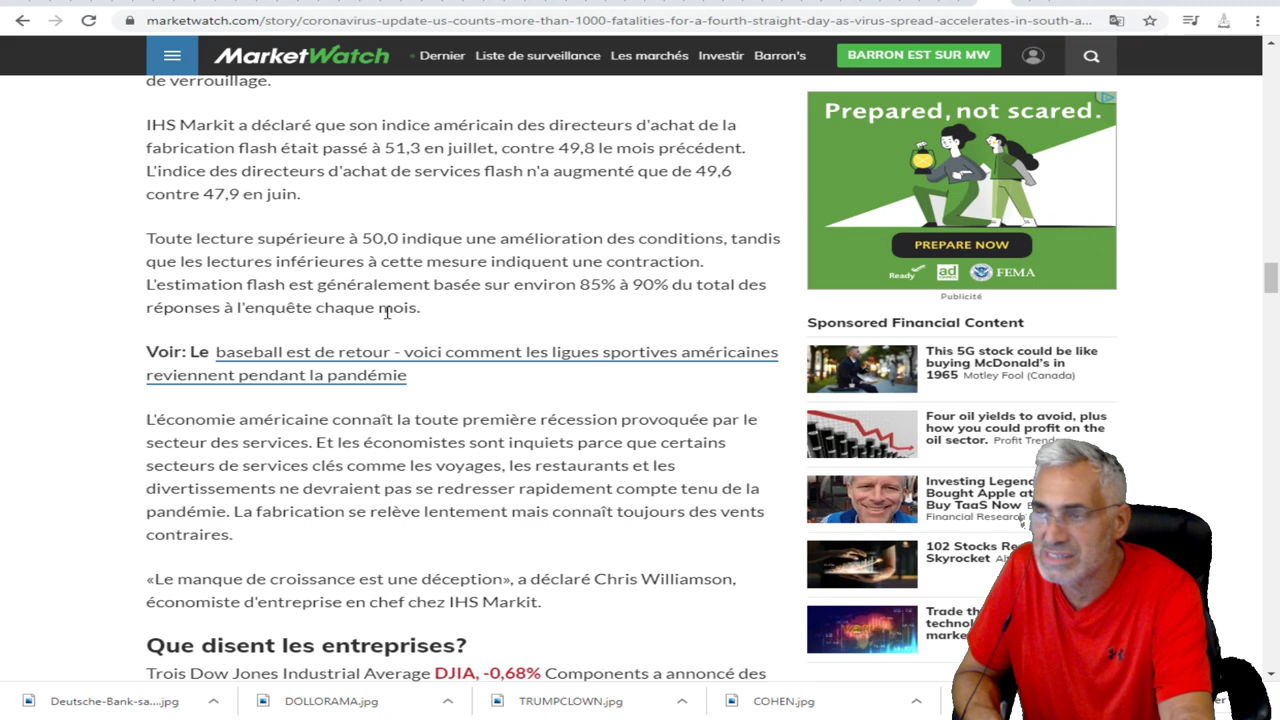 marketwatch.com/story/coronavirus-update-us-counts-more-than-1000-fatalities-for-a-fourth-straight-day-as-virus-spread-accelerates-in-south-a...
MarketWatch
Dernier Liste de surveillance Les marchés Investir Barron's
BARRON EST SUR MW
de verrouillage.
IHS Markit a déclaré que son indice américain des directeurs d'achat de la
fabrication flash était passé à 51,3 en juillet, contre 49,8 le mois précédent.
L'indice des directeurs d'achat de services flash n'a augmenté que de 49,6
contre 47,9 en juin.
Toute lecture supérieure à 50,0 indique une amélioration des conditions, tandis
que les lectures inférieures à cette mesure indiquent une contraction.
L'estimation flash est généralement basée sur environ 85% à 90% du total des
réponses à l'enquête chaque mois.
Voir: Le baseball est de retour - voici comment les ligues sportives américaines
reviennent pendant la pandémie
L'économie américaine connaît la toute première récession provoquée par le
secteur des services. Et les économistes sont inquiets parce que certains
secteurs de services clés comme les voyages, les restaurants et les
divertissements ne devraient pas se redresser rapidement compte tenu de la
pandémie. La fabrication se relève lentement mais connaît toujours des vents
contraires.
«Le manque de croissance est une déception», a déclaré Chris Williamson,
économiste d'entreprise en chef chez IHS Markit.
Que disent les entreprises?
Trois Dow Jones Industrial Average DJIA, -0,68% Components a annoncé des
Prepared, not scared.
PREPARE NOW
Ready
ad
COUNCIL
FEMA
Publicité
Sponsored Financial Content
This 5G stock could be like
buying McDonald's in
1965 Motley Fool (Canada)
Four oil yields to avoid, plus
how you could profit on the
oil sector. Profit
Investing
Bought Apple
Buy TaaS Now
Financial
102 Stocks
Skyrocket
Trade
Deutsche-Bank-sa....jpg
DOLLORAMA.jpg
TRUMPCLOWN.jpg
COHEN.jpg